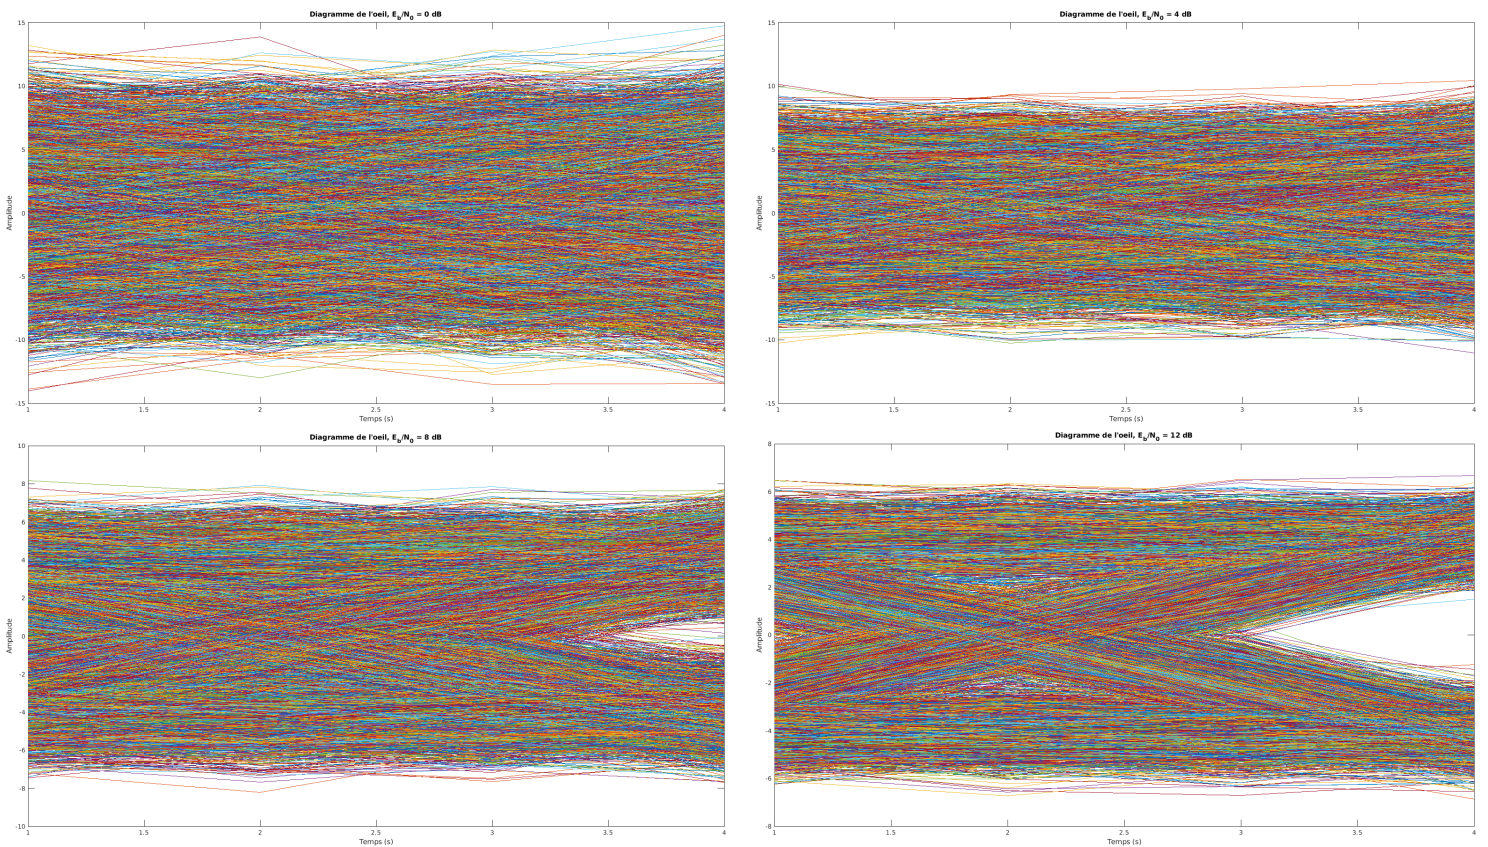 Diagramme de l'oeil, E_b/N_0 = 0 dB
15
10
5
0
-5
-10
-15
Amplitude
1 1.5 2 2.5 3 3.5 4
Temps (s)
Diagramme de l'oeil, E_b/N_0 = 4 dB
15
10
5
0
-5
-10
-15
Amplitude
1 1.5 2 2.5 3 3.5 4
Temps (s)
Diagramme de l'oeil, E_b/N_0 = 8 dB
10
8
6
4
2
0
-2
-4
-6
-8
-10
Amplitude
1 1.5 2 2.5 3 3.5 4
Temps (s)
Diagramme de l'oeil, E_b/N_0 = 12 dB
8
6
4
2
0
-2
-4
-6
-8
Amplitude
1 1.5 2 2.5 3 3.5 4
Temps (s)